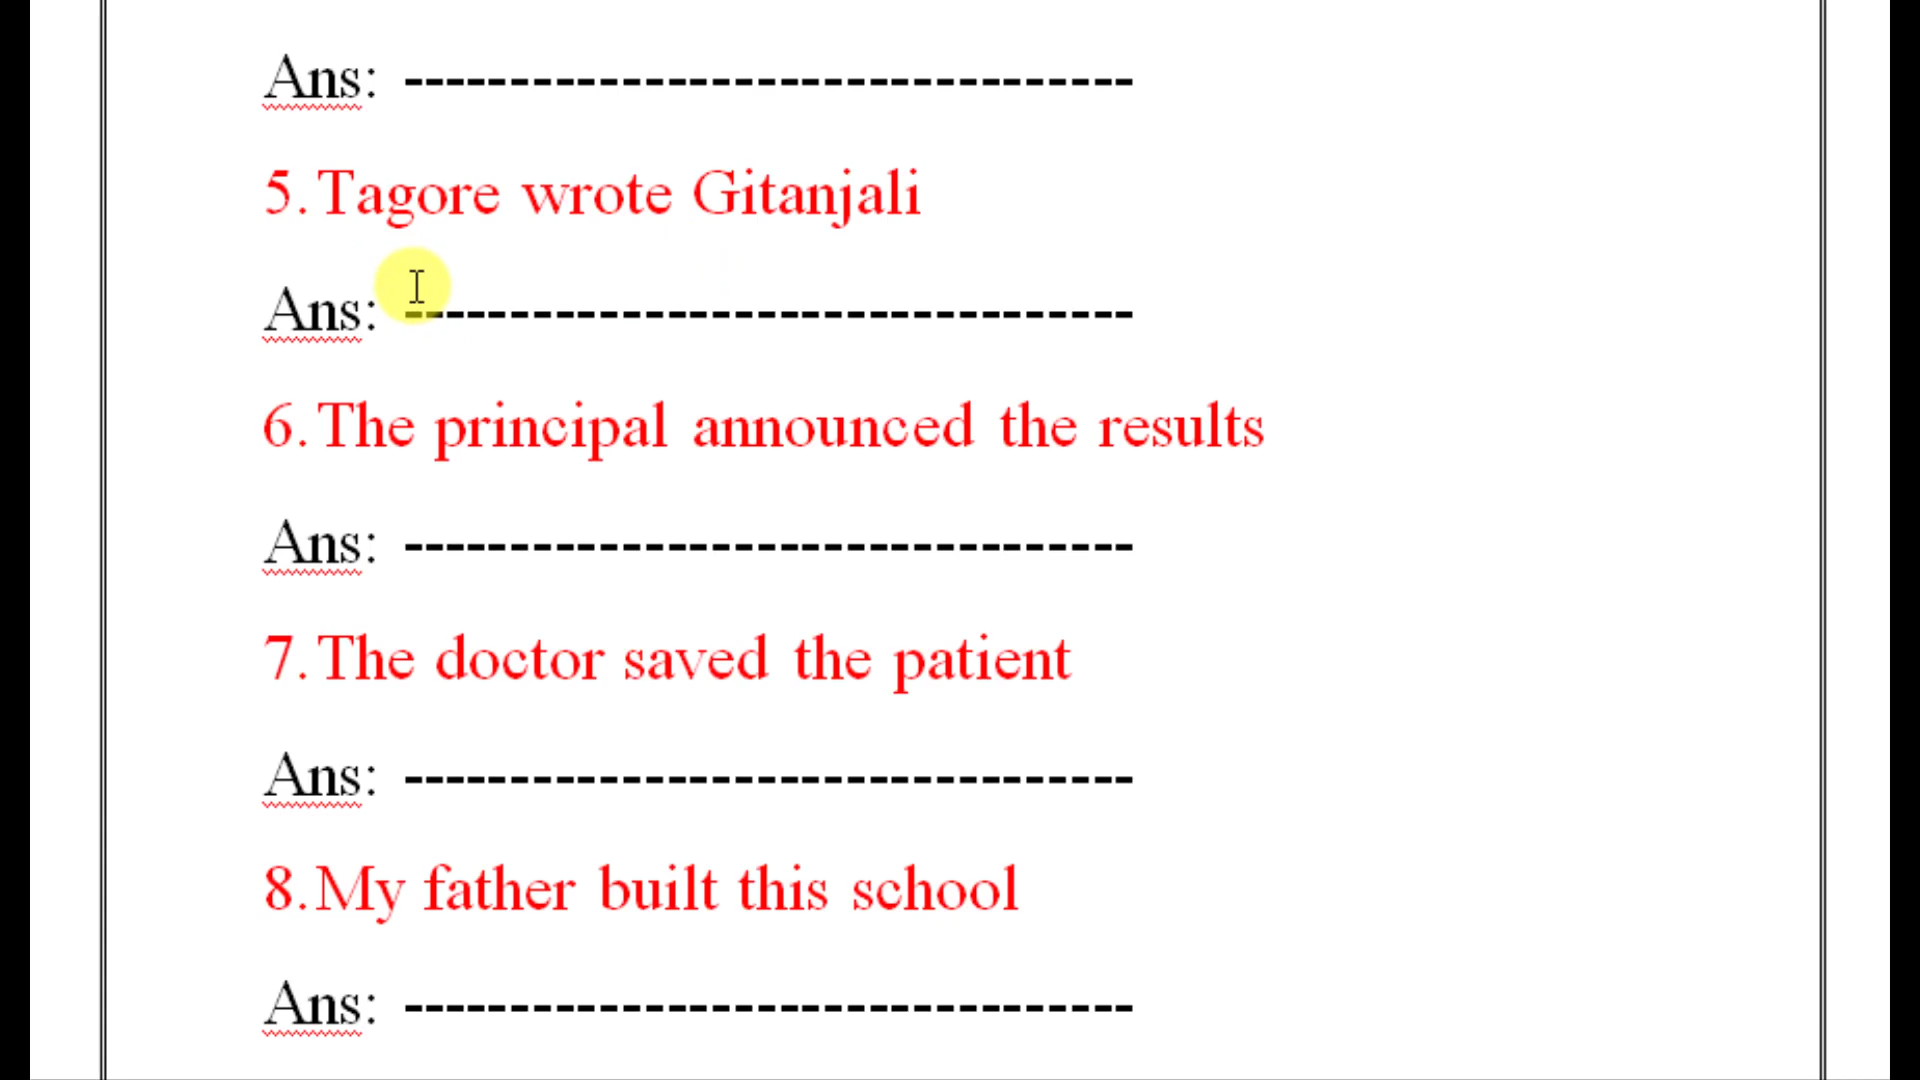 Ans: ---------------------------------
5.Tagore wrote Gitanjali
Ans: ---------------------------------
6.The principal announced the results
Ans: ---------------------------------
7.The doctor saved the patient
Ans: ---------------------------------
8.My father built this school
Ans: ---------------------------------